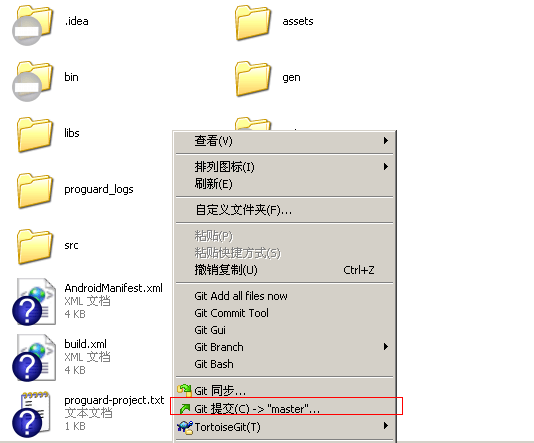 .idea
assets
bin
gen
libs
proguard_logs
src
AndroidManifest.xml
XML 文档
4 KB
build.xml
XML 文档
4 KB
proguard-project.txt
文本文档
1 KB
查看(V)
排列图标(I)
刷新(E)
自定义文件夹(F)...
粘贴(P)
粘贴快捷方式(S)
撤销复制(U) Ctrl+Z
Git Add all files now
Git Commit Tool
Git Gui
Git Branch
Git Bash
Git 同步...
Git 提交(C) -> "master"...
TortoiseGit(T)